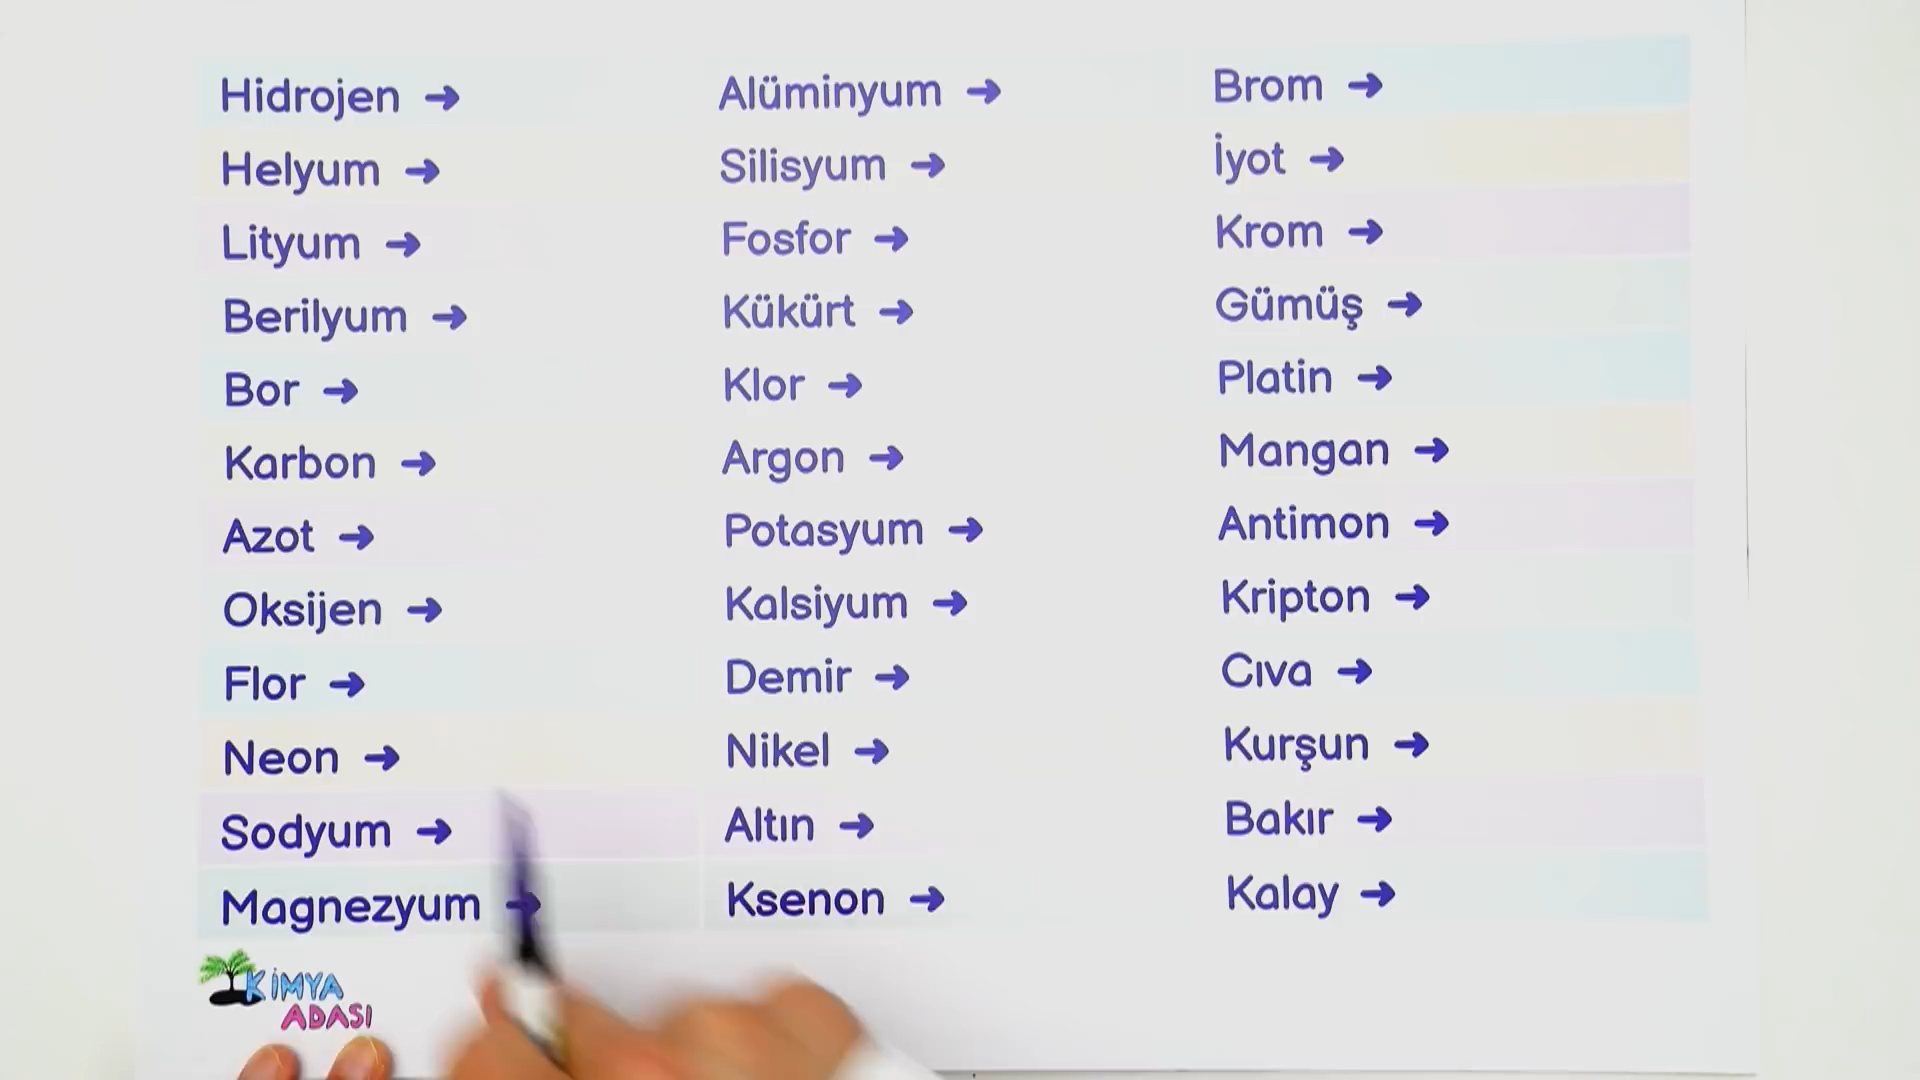 Hidrojen →
Helyum →
Lityum →
Berilyum →
Bor →
Karbon →
Azot →
Oksijen →
Flor →
Neon →
Sodyum →
Magnezyum →
Alüminyum →
Silisyum →
Fosfor →
Kükürt →
Klor →
Argon →
Potasyum →
Kalsiyum →
Demir →
Nikel →
Altın →
Ksenon →
Brom →
İyot →
Krom →
Gümüş →
Platin →
Mangan →
Antimon →
Kripton →
Cıva →
Kurşun →
Bakır →
Kalay →
KİMYA
ADASI